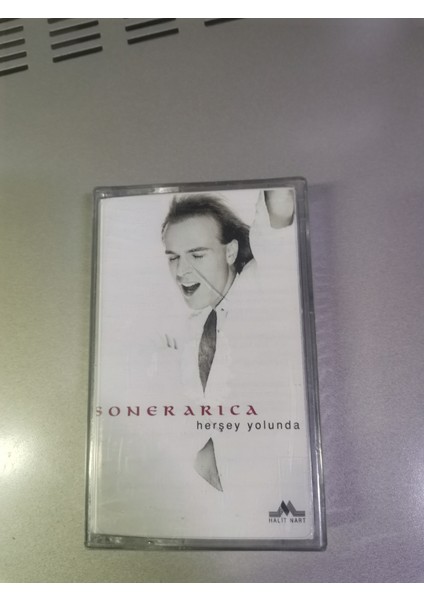 SONER ARICA
herşey yolunda
HALIT NART